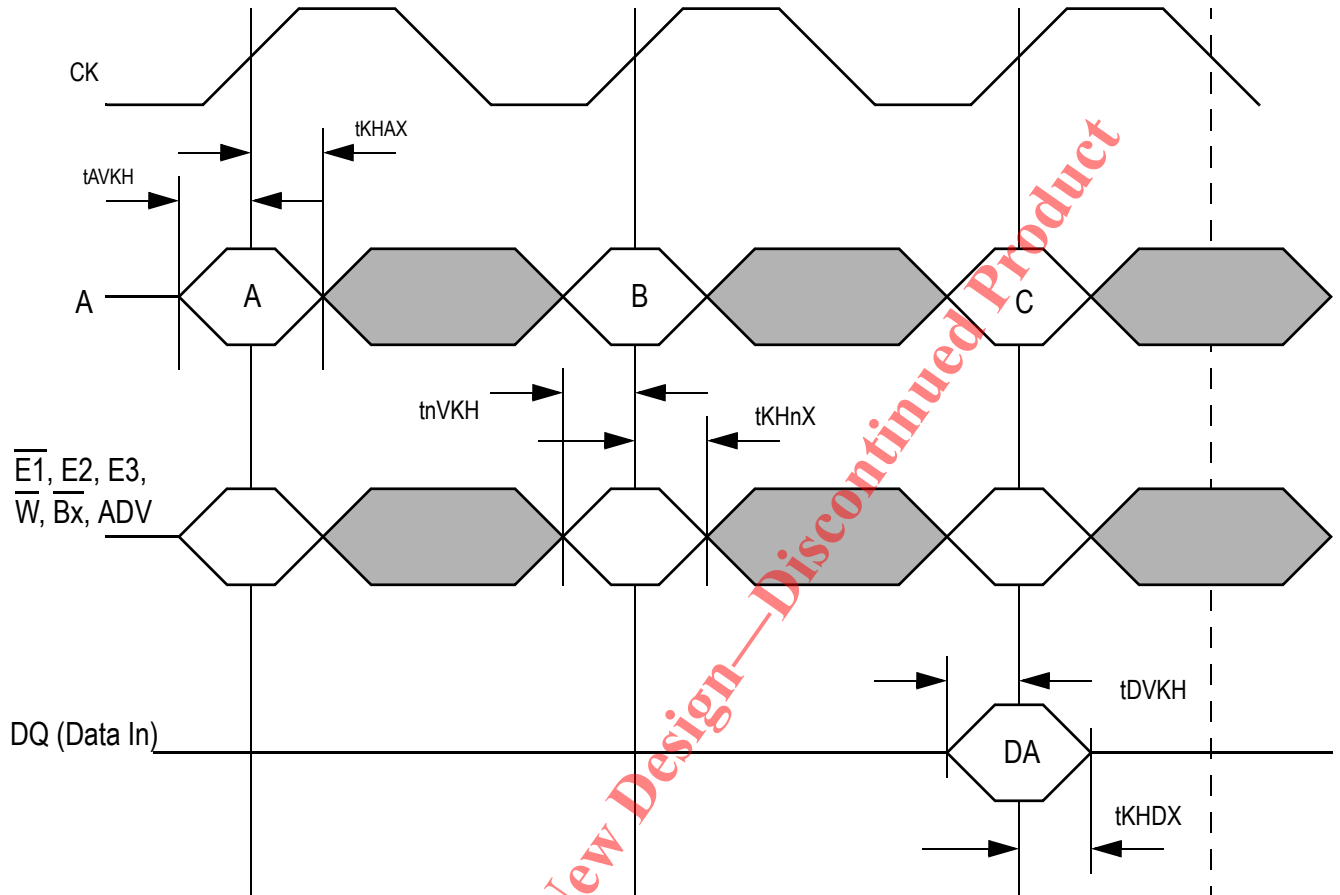 CK
tKHAX
tAVKH
A
A
B
C
tnVKH
tKHnX
E1, E2, E3,
W, Bx, ADV
tDVKH
DQ (Data In)
DA
tKHDX
New Design—Discontinued Product